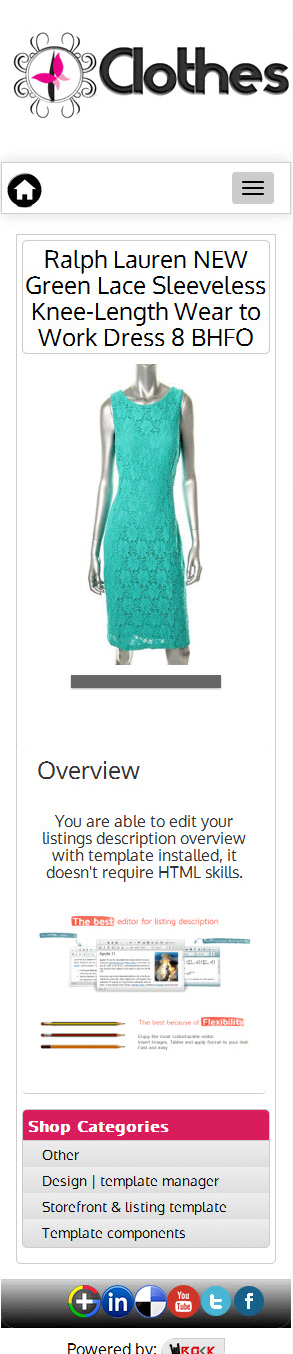 Clothes
Ralph Lauren NEW
Green Lace Sleeveless
Knee-Length Wear to
Work Dress 8 BHFO
Overview
You are able to edit your
listings description overview
with template installed, it
doesn't require HTML skills.
The best editor for listing description
The best because of Flexibility
Enjoy the most customizable editor
Insert Images, Tables and apply format to your text
Fast and easy
Shop Categories
Other
Design | template manager
Storefront & listing template
Template components
in
You
Tube
f
Powered by: